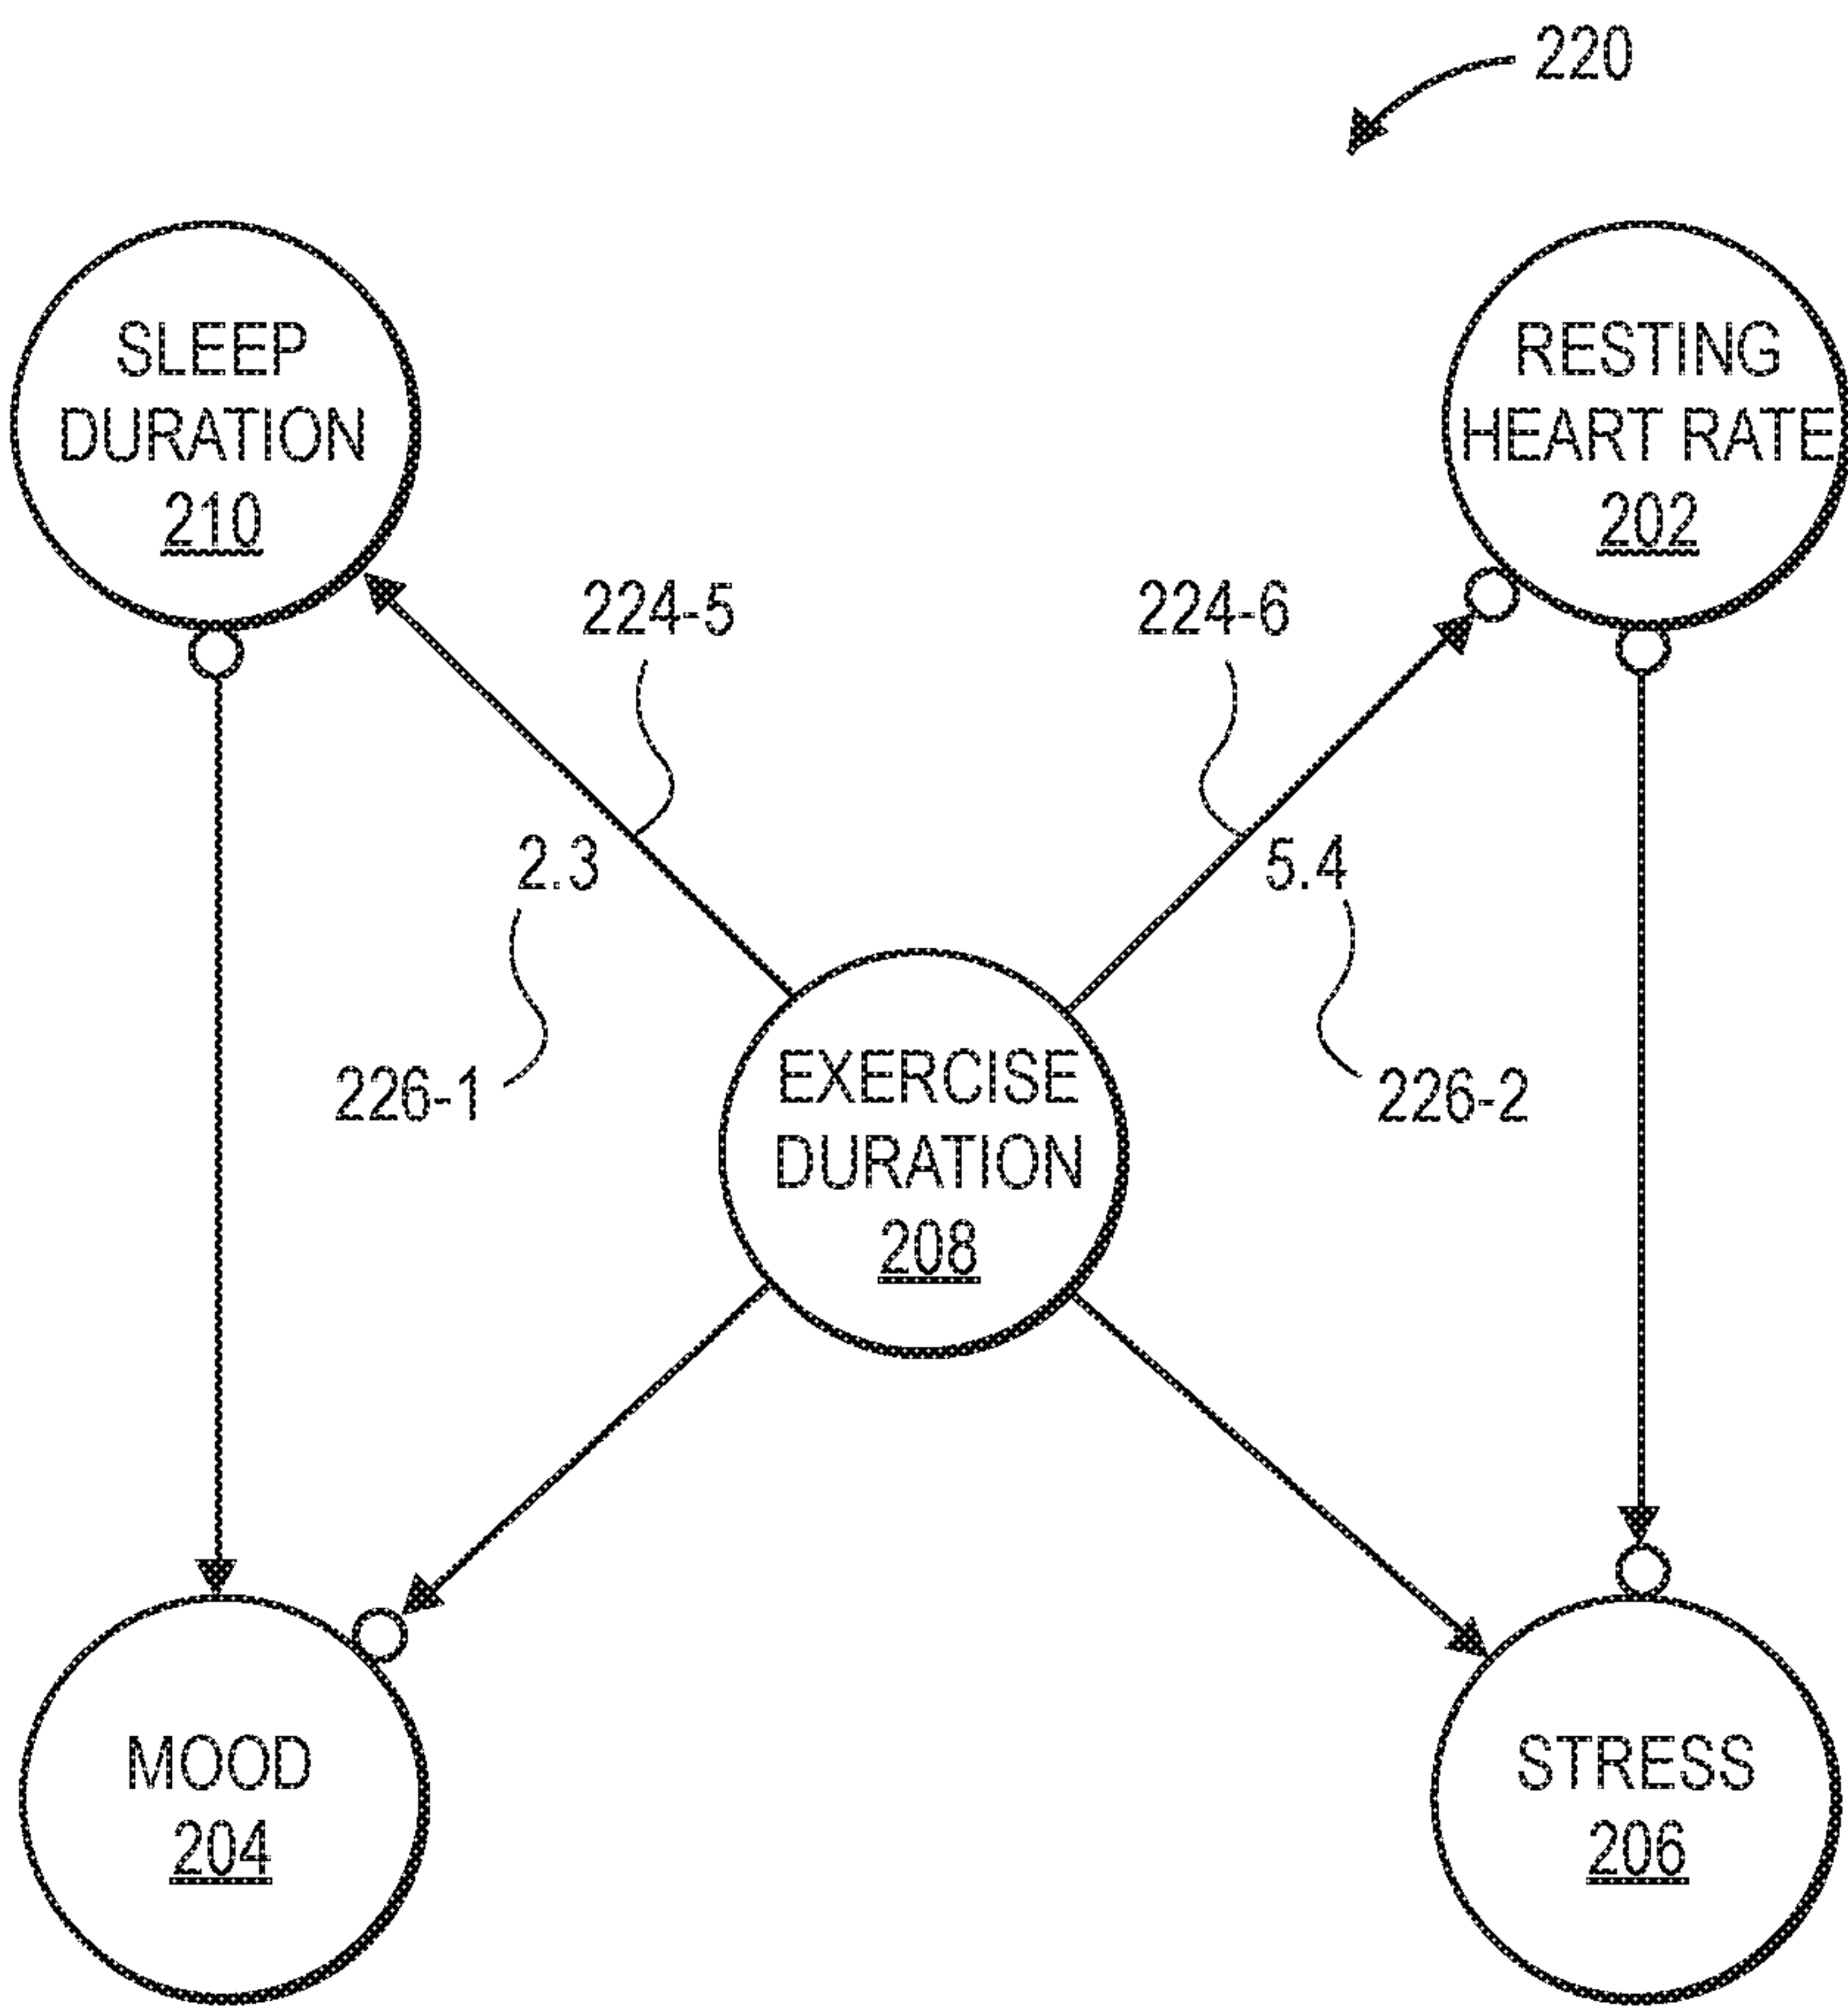 220
SLEEP
DURATION
210
RESTING
HEART RATE
202
224-5
224-6
2.3
5.4
226-1
226-2
EXERCISE
DURATION
208
MOOD
204
STRESS
206